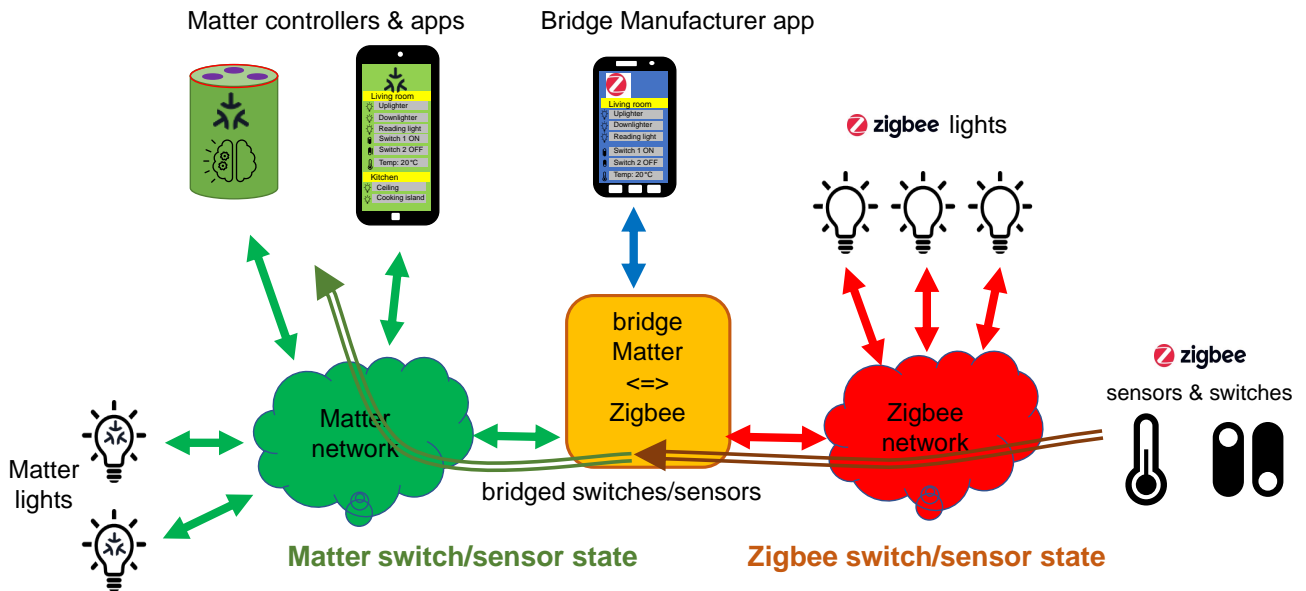 Matter controllers & apps
Bridge Manufacturer app
Living room
Uplighter
Downlighter
Reading light
Switch 1 ON
Switch 2 OFF
Temp: 20°C
Kitchen
Ceiling
Cooking island
Z
Living room
Uplighter
Downlighter
Reading light
Switch 1 ON
Switch 2 OFF
Temp: 20°C
zigbee lights
bridge
Matter
<=>
Zigbee
Matter
network
Zigbee
network
zigbee
sensors & switches
Matter
lights
bridged switches/sensors
Matter switch/sensor state
Zigbee switch/sensor state